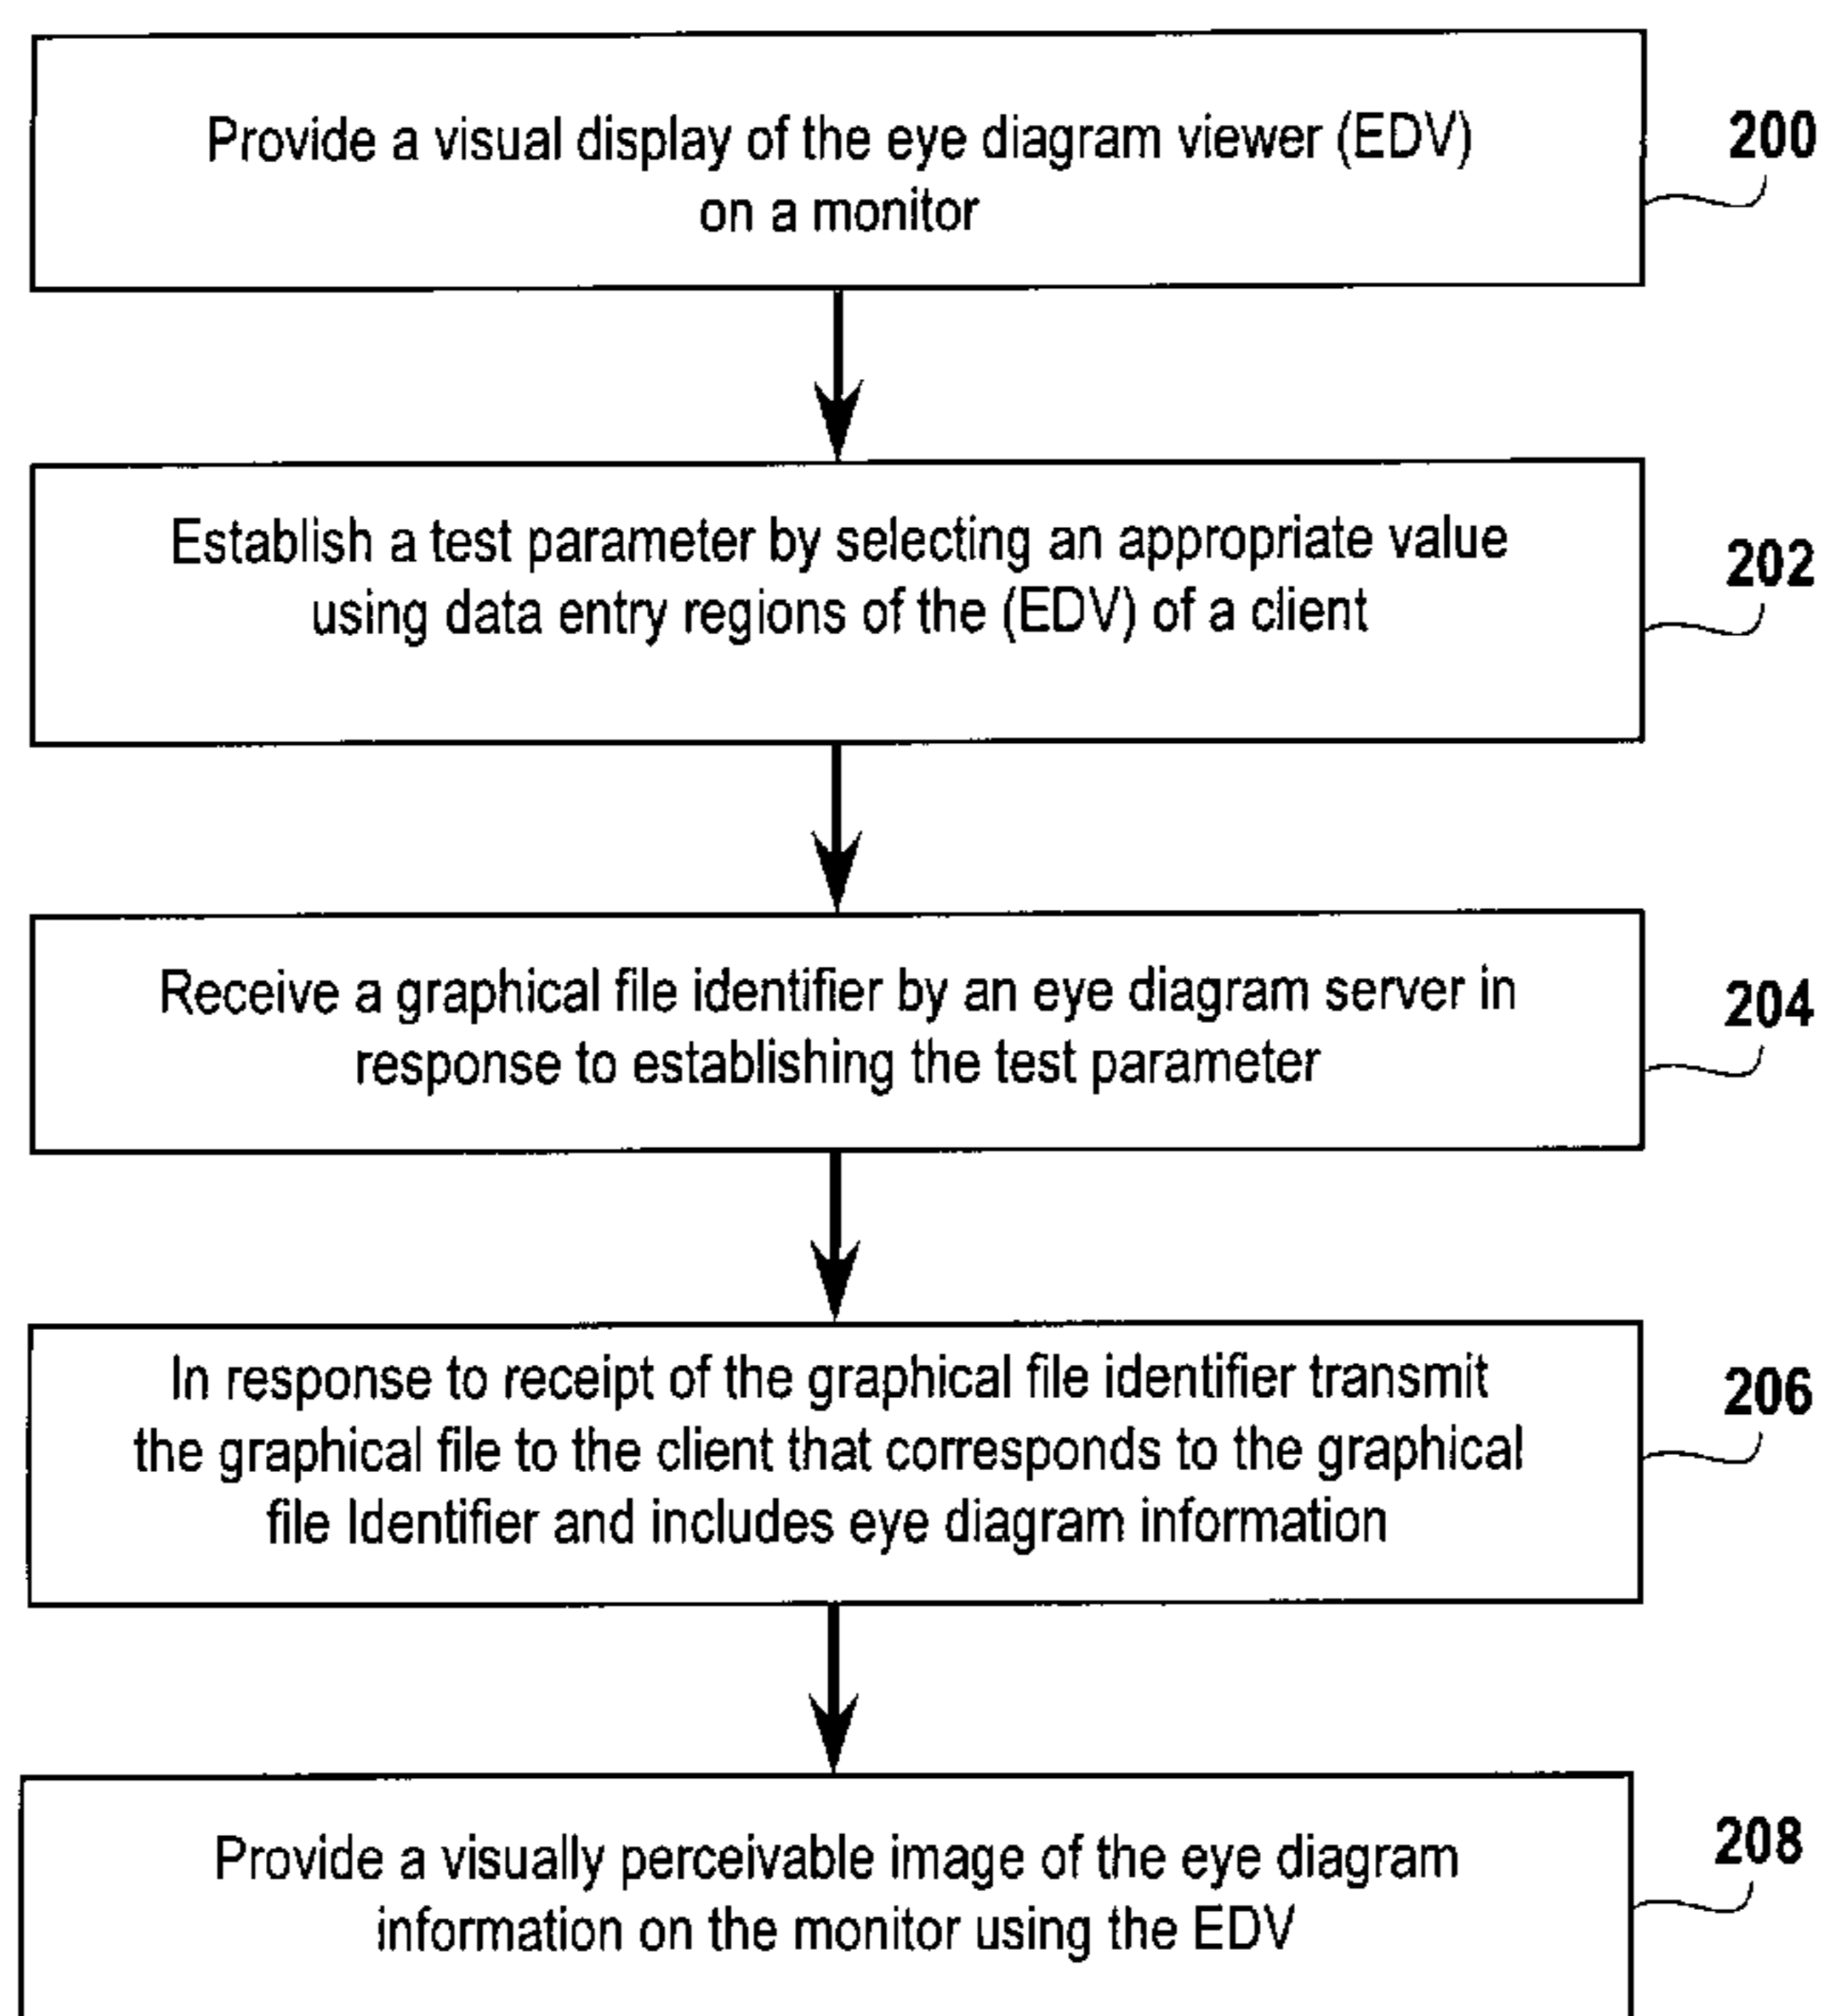 Provide a visual display of the eye diagram viewer (EDV)
on a monitor
200
Establish a test parameter by selecting an appropriate value
using data entry regions of the (EDV) of a client
202
Receive a graphical file identifier by an eye diagram server in
response to establishing the test parameter
204
In response to receipt of the graphical file identifier transmit
the graphical file to the client that corresponds to the graphical
file Identifier and includes eye diagram information
206
Provide a visually perceivable image of the eye diagram
information on the monitor using the EDV
208